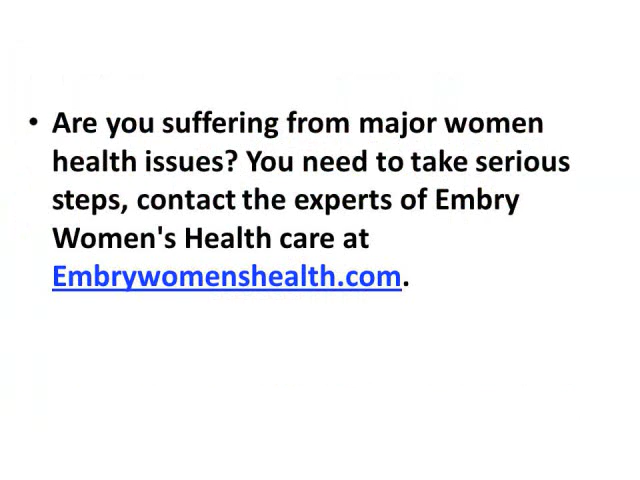 • Are you suffering from major women
health issues? You need to take serious
steps, contact the experts of Embry
Women's Health care at
Embrywomenshealth.com.